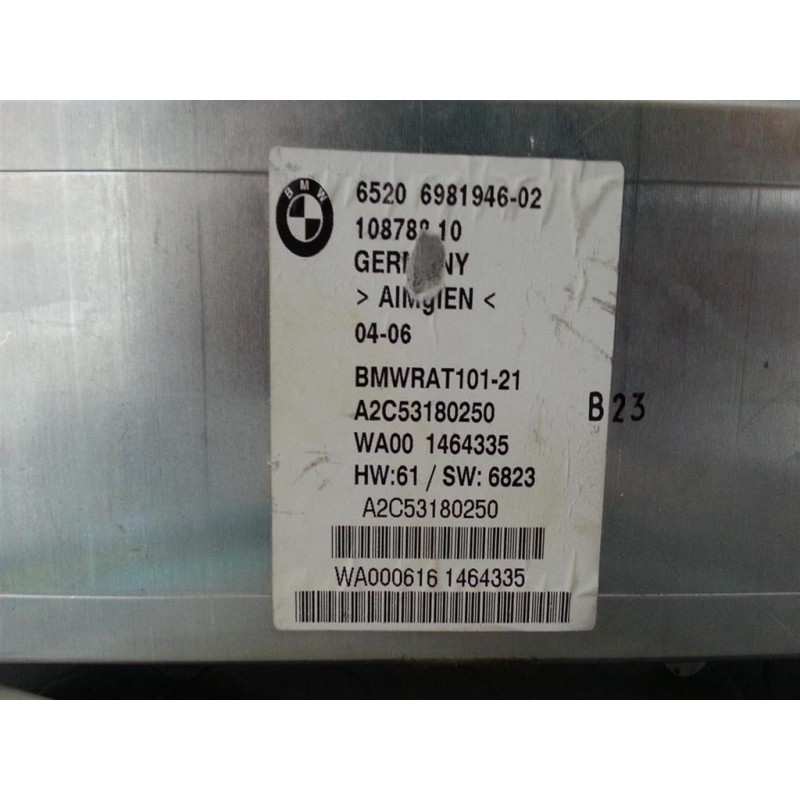 BMW
6520 6981946-02
10
GERMANY
> AlMgIEN <
04-06
BMWRAT101-21
A2C53180250
B23
WA00 1464335
HW:61 / SW: 6823
A2C53180250
WA000616 1464335